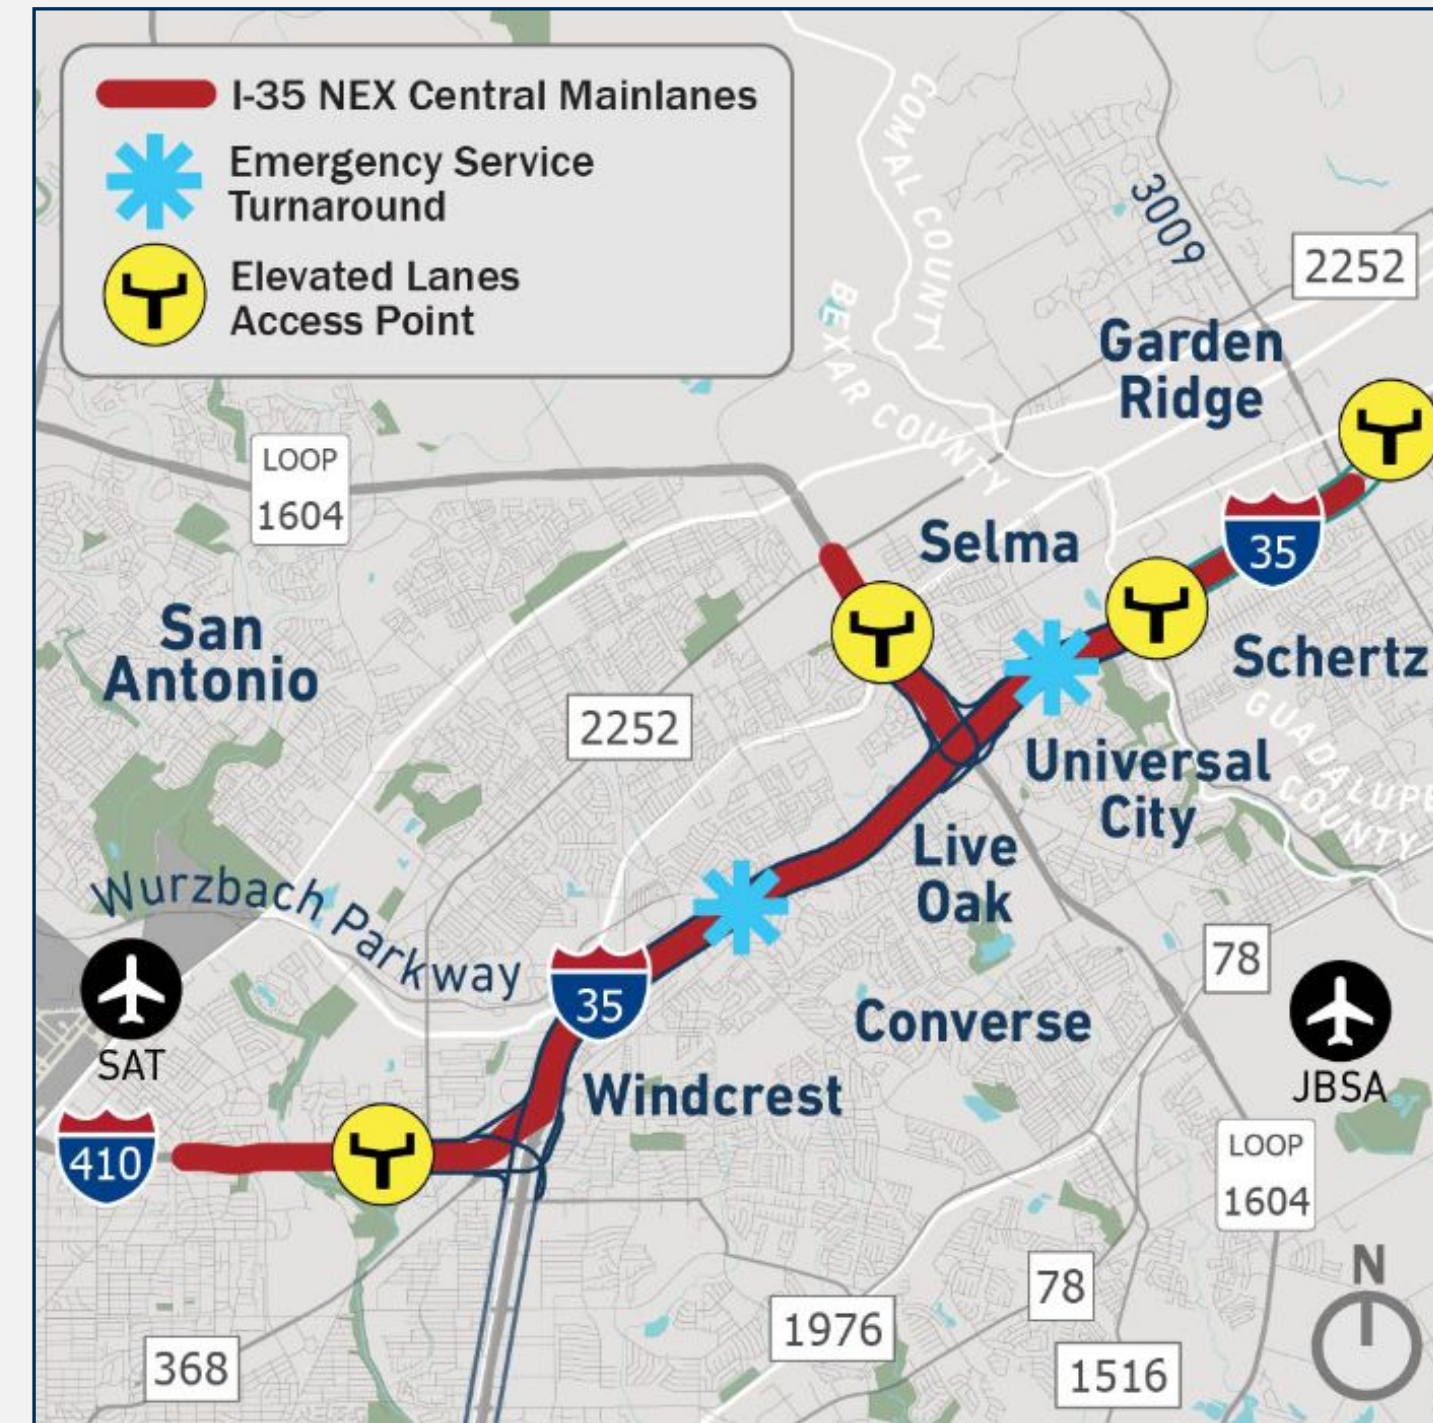 I-35 NEX Central Mainlanes
Emergency Service
Turnaround
Elevated Lanes
Access Point
COMAL COUNTY
BEXAR COUNTY
3009
2252
Garden
Ridge
LOOP
1604
Selma
35
San
Antonio
Schertz
GUADALUPE
COUNTY
2252
Universal
City
Live
Oak
Wurzbach Parkway
78
35
Converse
SAT
JBSA
Windcrest
410
LOOP
1604
N
78
1976
368
1516